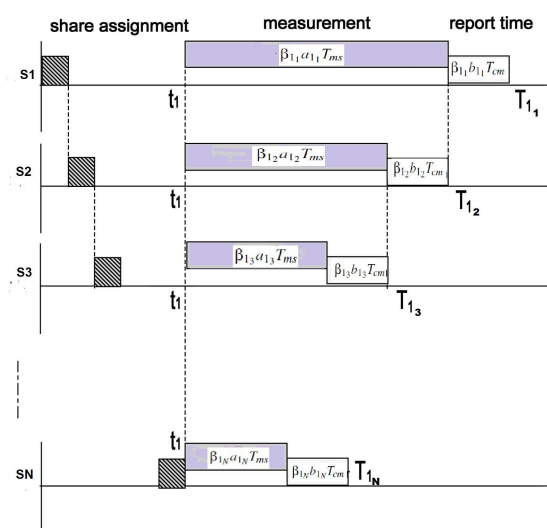 share assignment measurement report time
S1 β₁₁a₁₁Tms β₁₁b₁₁Tcm
t1 T₁₁
S2 β₁₂a₁₂Tms β₁₂b₁₂Tcm
t1 T₁₂
S3 β₁₃a₁₃Tms β₁₃b₁₃Tcm
t1 T₁₃
t1
SN β₁Na₁NTms β₁Nb₁NTcm T₁N